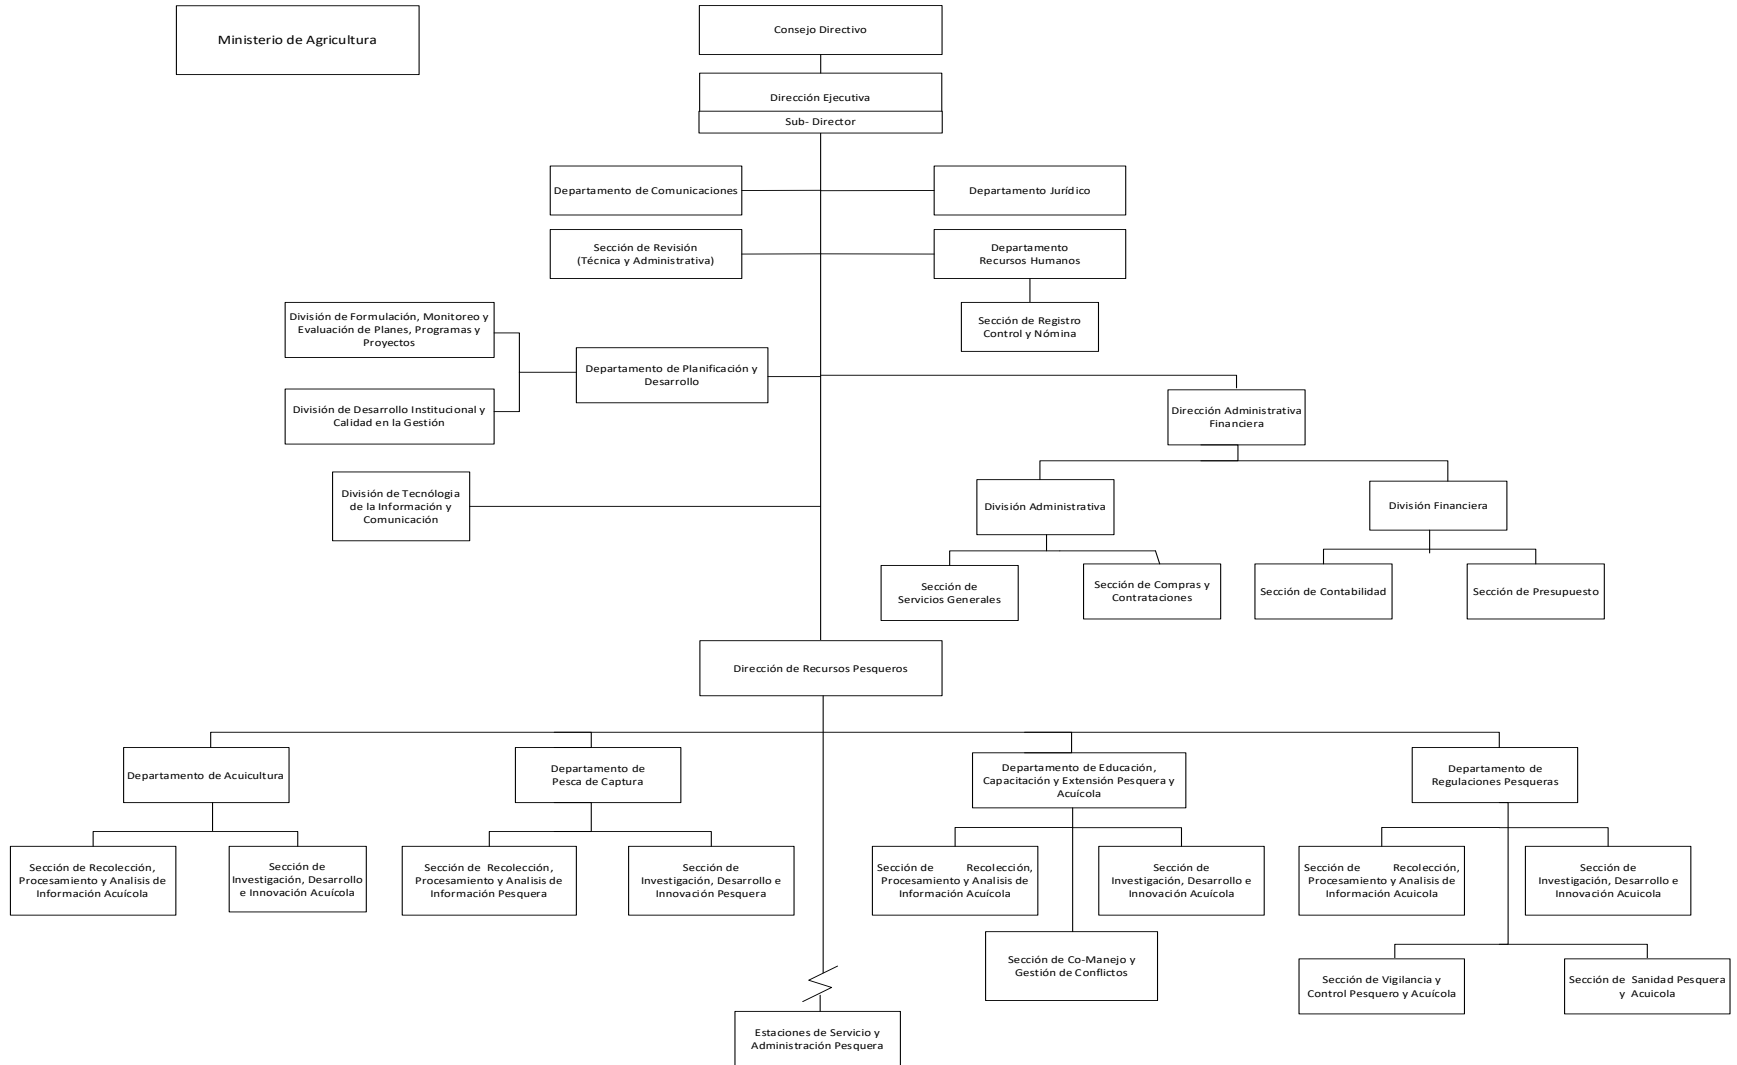 Ministerio de Agricultura
Consejo Directivo
Dirección Ejecutiva
Sub- Director
Departamento de Comunicaciones
Departamento Jurídico
Sección de Revisión
(Técnica y Administrativa)
Departamento
Recursos Humanos
Sección de Registro
Control y Nómina
División de Formulación, Monitoreo y
Evaluación de Planes, Programas y
Proyectos
Departamento de Planificación y
Desarrollo
División de Desarrollo Institucional y
Calidad en la Gestión
Dirección Administrativa
Financiera
División de Tecnólogia
de la Información y
Comunicación
División Administrativa
División Financiera
Sección de
Servicios Generales
Sección de Compras y
Contrataciones
Sección de Contabilidad
Sección de Presupuesto
Dirección de Recursos Pesqueros
Departamento de Acuicultura
Departamento de
Pesca de Captura
Departamento de Educación,
Capacitación y Extensión Pesquera y
Acuícola
Departamento de
Regulaciones Pesqueras
Sección de Recolección,
Procesamiento y Analisis de
Información Acuícola
Sección de
Investigación, Desarrollo
e Innovación Acuícola
Sección de Recolección,
Procesamiento y Analisis de
Información Pesquera
Sección de
Investigación, Desarrollo e
Innovación Pesquera
Sección de Recolección,
Procesamiento y Analisis de
Información Acuícola
Sección de
Investigación, Desarrollo e
Innovación Acuícola
Sección de Recolección,
Procesamiento y Analisis de
Información Acuicola
Sección de
Investigación, Desarrollo e
Innovación Acuicola
Sección de Co-Manejo y
Gestión de Conflictos
Sección de Vigilancia y
Control Pesquero y Acuícola
Sección de Sanidad Pesquera
y Acuicola
Estaciones de Servicio y
Administración Pesquera